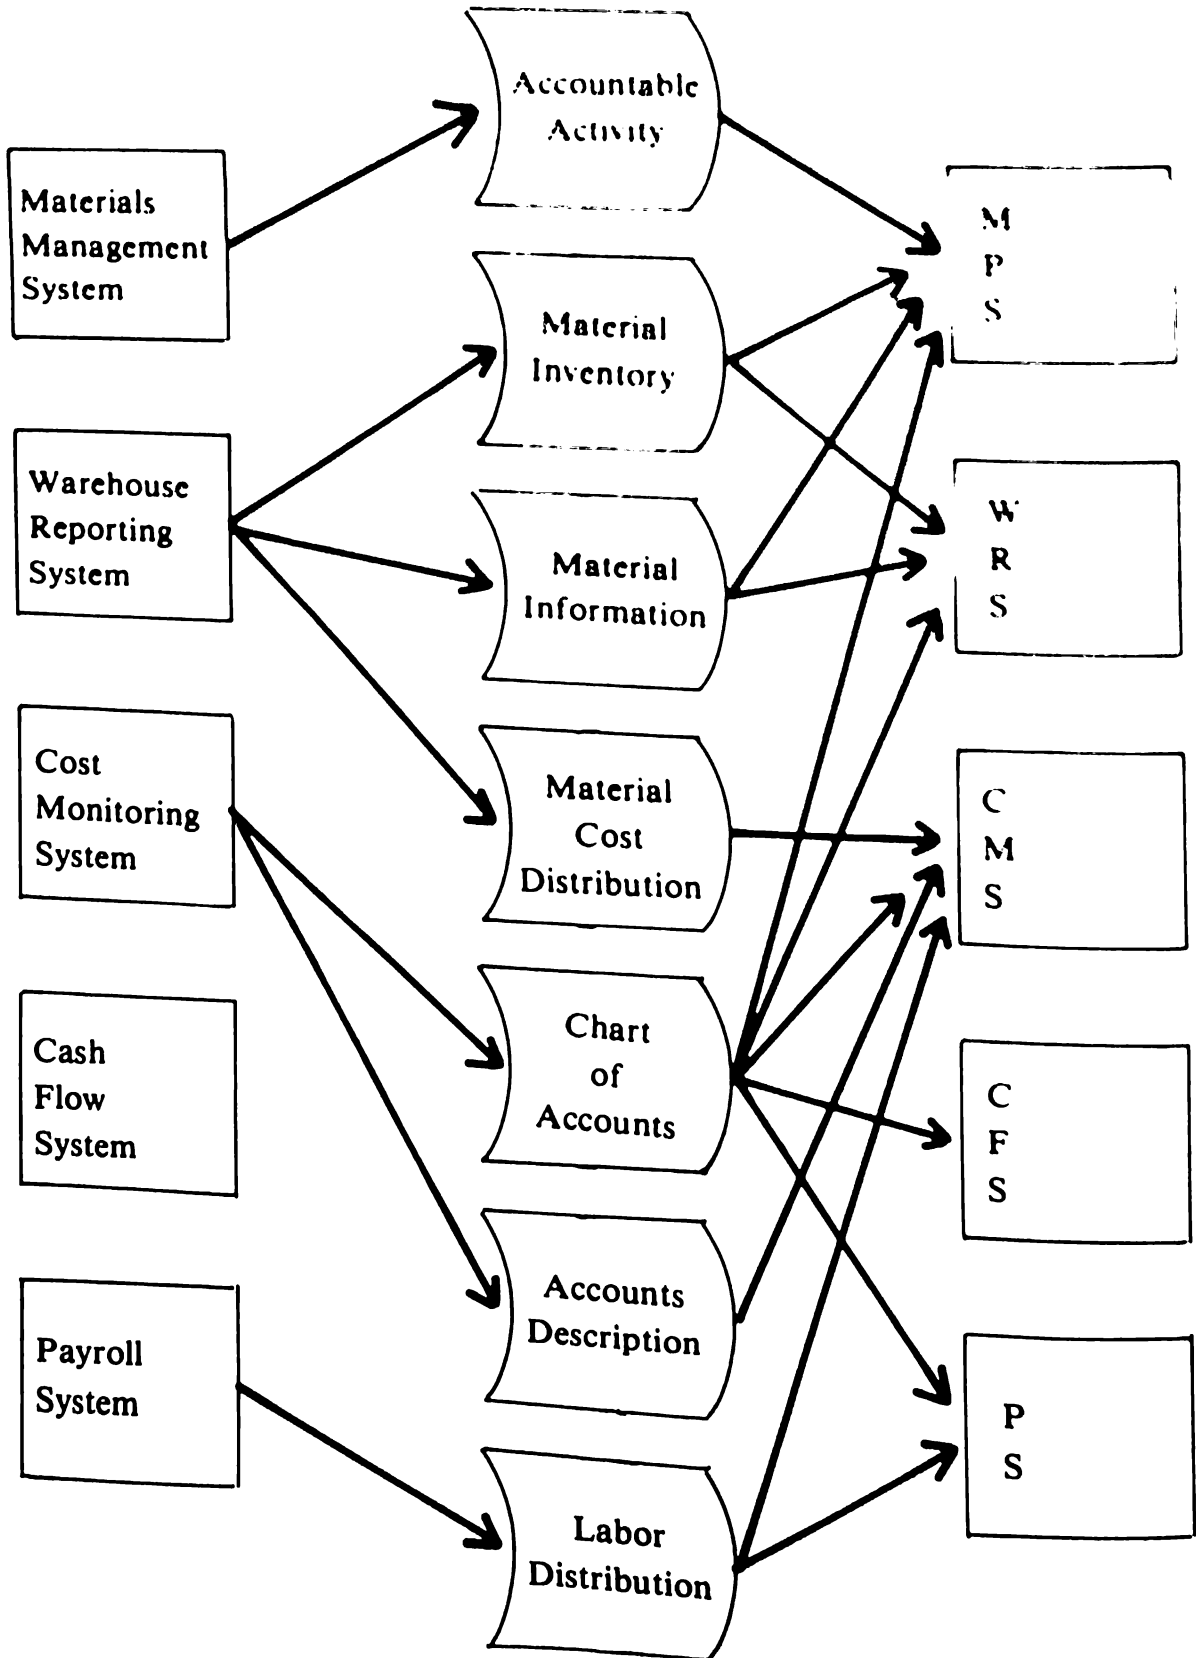 Accountable
Activity
Materials
Management
System
M
P
S
Material
Inventory
Warehouse
Reporting
System
W
R
S
Material
Information
Cost
Monitoring
System
Material
Cost
Distribution
C
M
S
Cash
Flow
System
Chart
of
Accounts
C
F
S
Accounts
Description
Payroll
System
P
S
Labor
Distribution